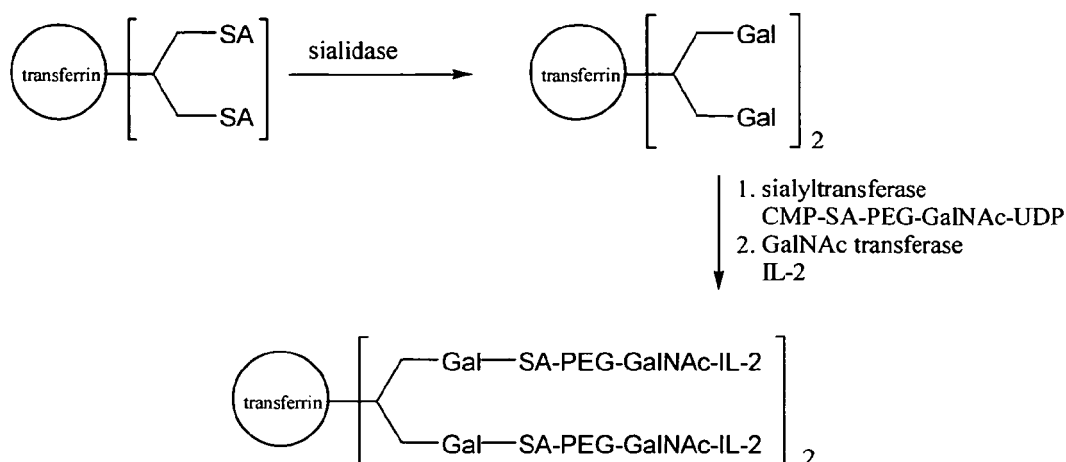 transferrin
SA
SA
sialidase
transferrin
Gal
Gal
2
1. sialyltransferase
CMP-SA-PEG-GalNAc-UDP
2. GalNAc transferase
IL-2
transferrin
Gal—SA-PEG-GalNAc-IL-2
Gal—SA-PEG-GalNAc-IL-2
2